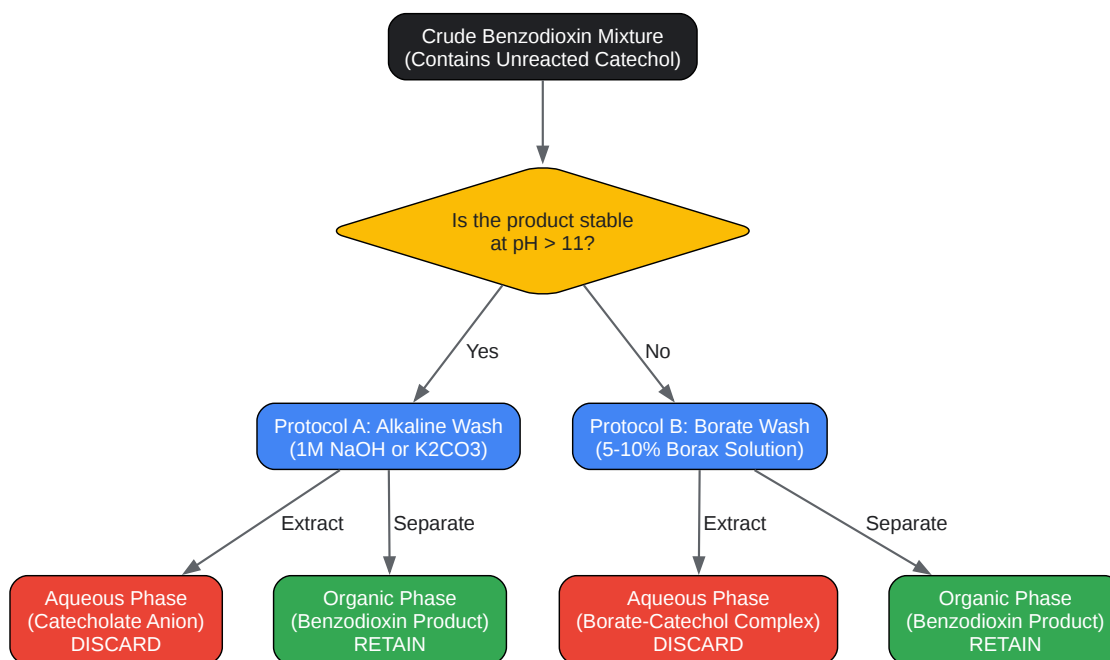 Crude Benzodioxin Mixture
(Contains Unreacted Catechol)
Is the product stable
at pH > 11?
Yes
No
Protocol A: Alkaline Wash
(1M NaOH or K2CO3)
Protocol B: Borate Wash
(5-10% Borax Solution)
Extract
Separate
Extract
Separate
Aqueous Phase
(Catecholate Anion)
DISCARD
Organic Phase
(Benzodioxin Product)
RETAIN
Aqueous Phase
(Borate-Catechol Complex)
DISCARD
Organic Phase
(Benzodioxin Product)
RETAIN